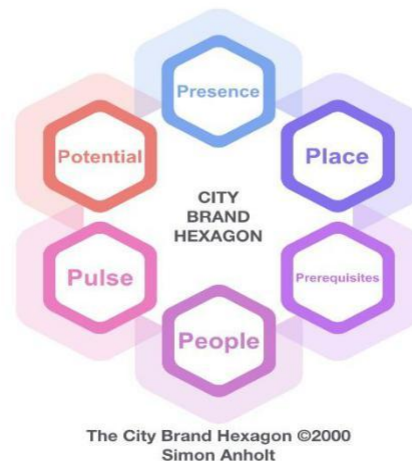 Presence
Potential
Place
CITY
BRAND
HEXAGON
Pulse
Prerequisites
People
The City Brand Hexagon ©2000
Simon Anholt